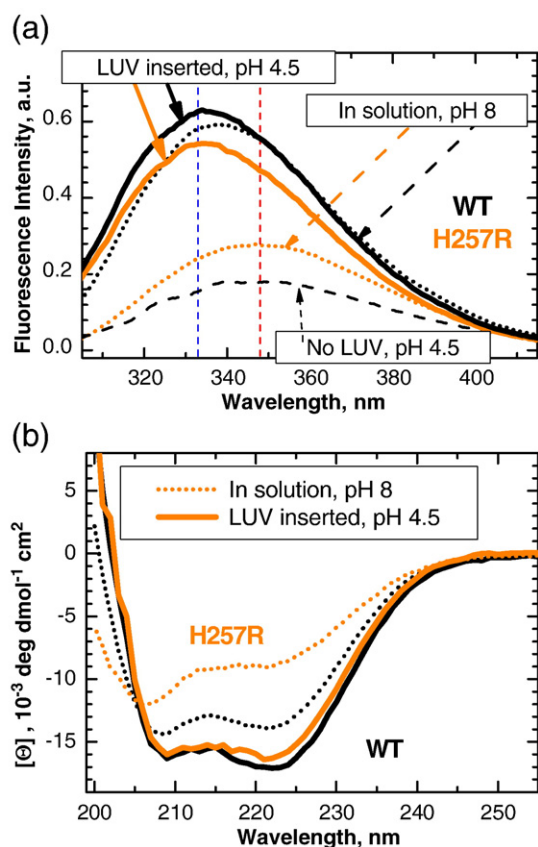 (a)
LUV inserted, pH 4.5
In solution, pH 8
WT
H257R
No LUV, pH 4.5
Fluorescence Intensity, a.u.
0.6
0.4
0.2
0.0
320 340 360 380 400
Wavelength, nm
(b)
In solution, pH 8
LUV inserted, pH 4.5
H257R
WT
[Θ] , 10⁻³ deg dmol⁻¹ cm²
5
0
-5
-10
-15
200 210 220 230 240 250
Wavelength, nm